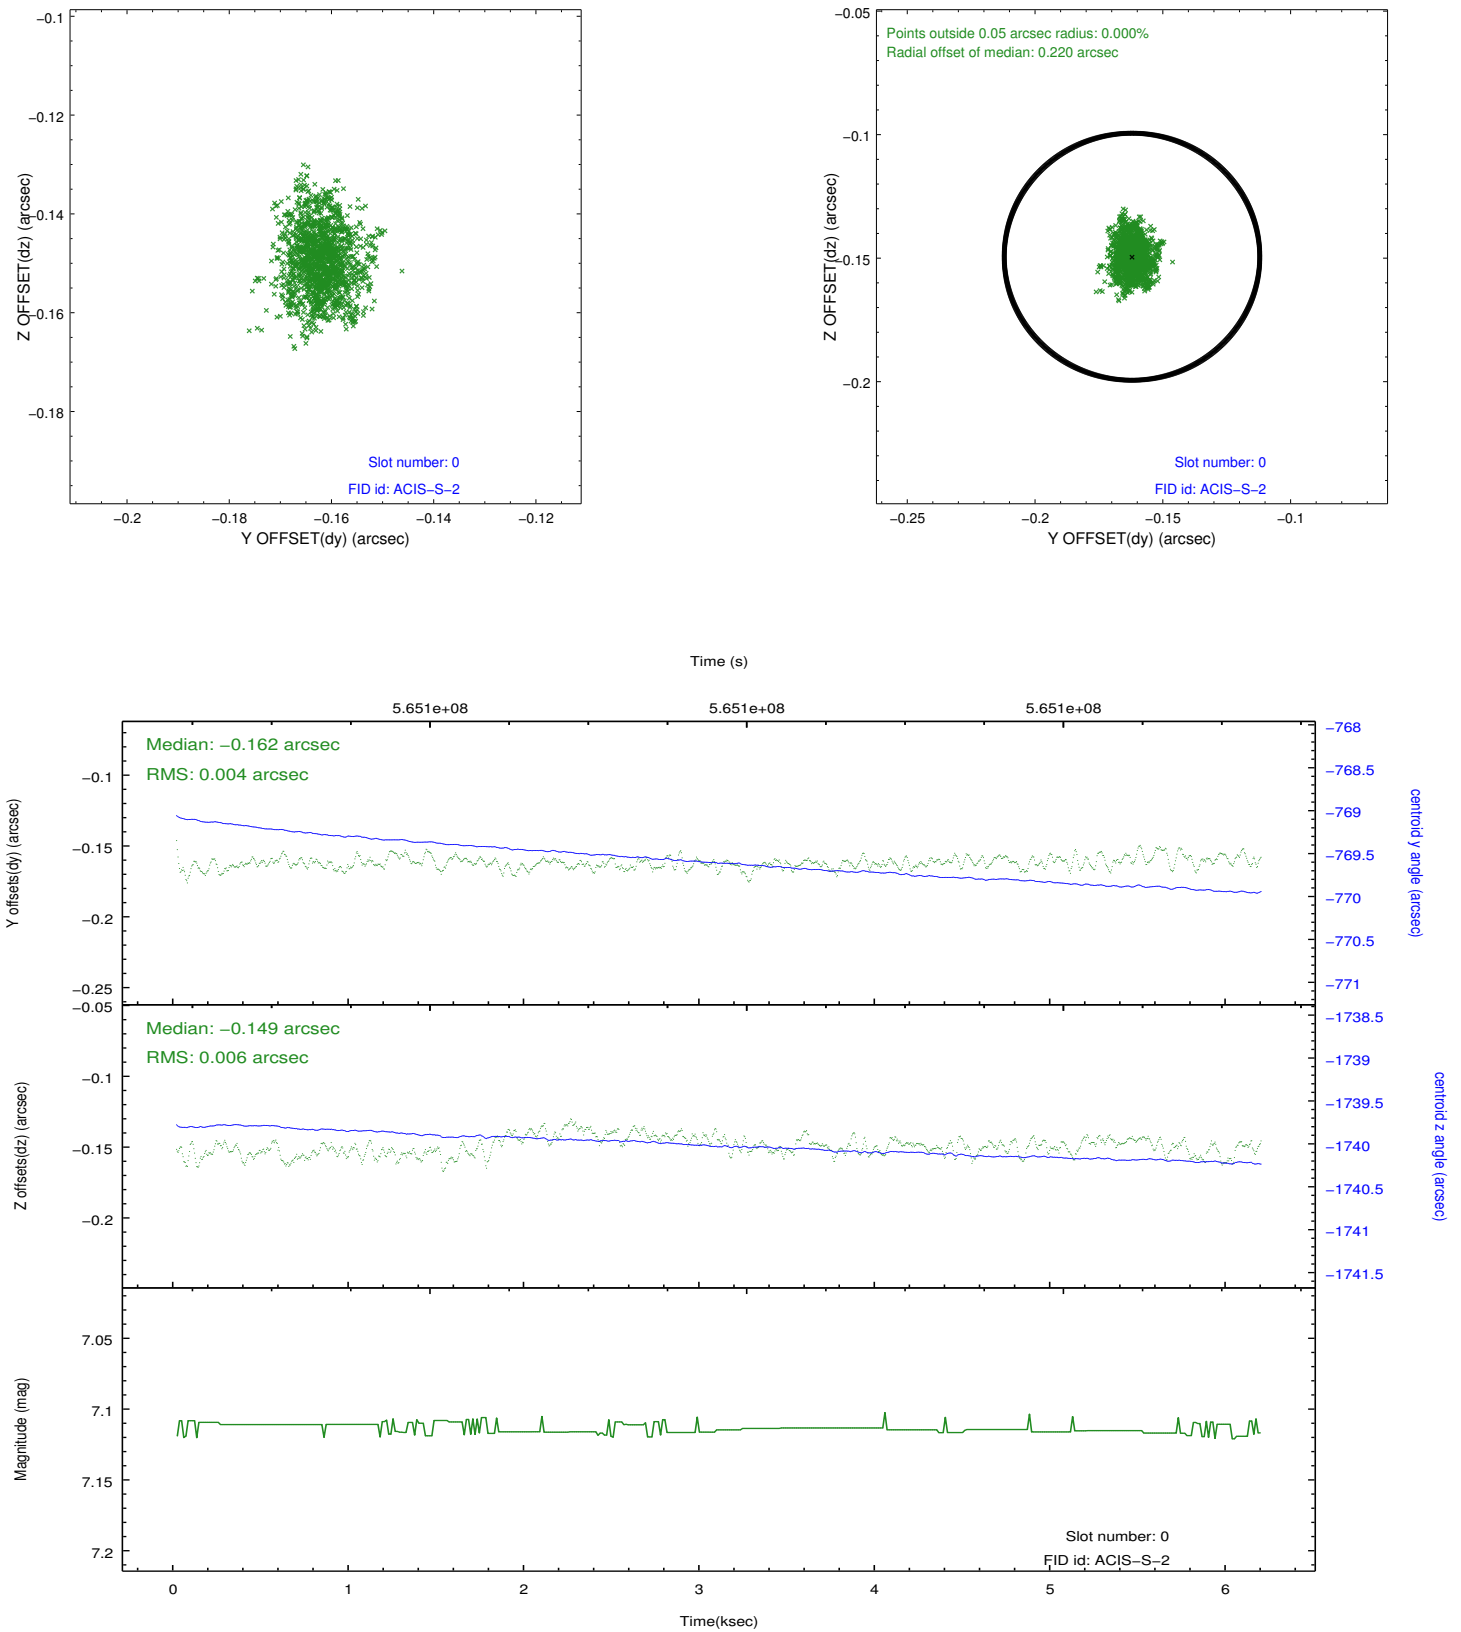 −0.1
−0.12
−0.14
−0.16
−0.18
Z OFFSET(dz) (arcsec)
Slot number: 0
FID id: ACIS−S−2
−0.2
−0.18
−0.16
−0.14
−0.12
Y OFFSET(dy) (arcsec)
−0.05
−0.1
−0.15
−0.2
Z OFFSET(dz) (arcsec)
Points outside 0.05 arcsec radius: 0.000%
Radial offset of median: 0.220 arcsec
Slot number: 0
FID id: ACIS−S−2
−0.25
−0.2
−0.15
−0.1
Y OFFSET(dy) (arcsec)
Time (s)
5.651e+08
5.651e+08
5.651e+08
Median: −0.162 arcsec
RMS: 0.004 arcsec
−0.1
−0.15
−0.2
−0.25
Y offsets(dy) (arcsec)
−768
−768.5
−769
−769.5
−770
−770.5
−771
centroid y angle (arcsec)
Median: −0.149 arcsec
RMS: 0.006 arcsec
−0.05
−0.1
−0.15
−0.2
Z offsets(dz) (arcsec)
−1738.5
−1739
−1739.5
−1740
−1740.5
−1741
−1741.5
centroid z angle (arcsec)
7.05
7.1
7.15
7.2
Magnitude (mag)
Slot number: 0
FID id: ACIS−S−2
0
1
2
3
4
5
6
Time(ksec)